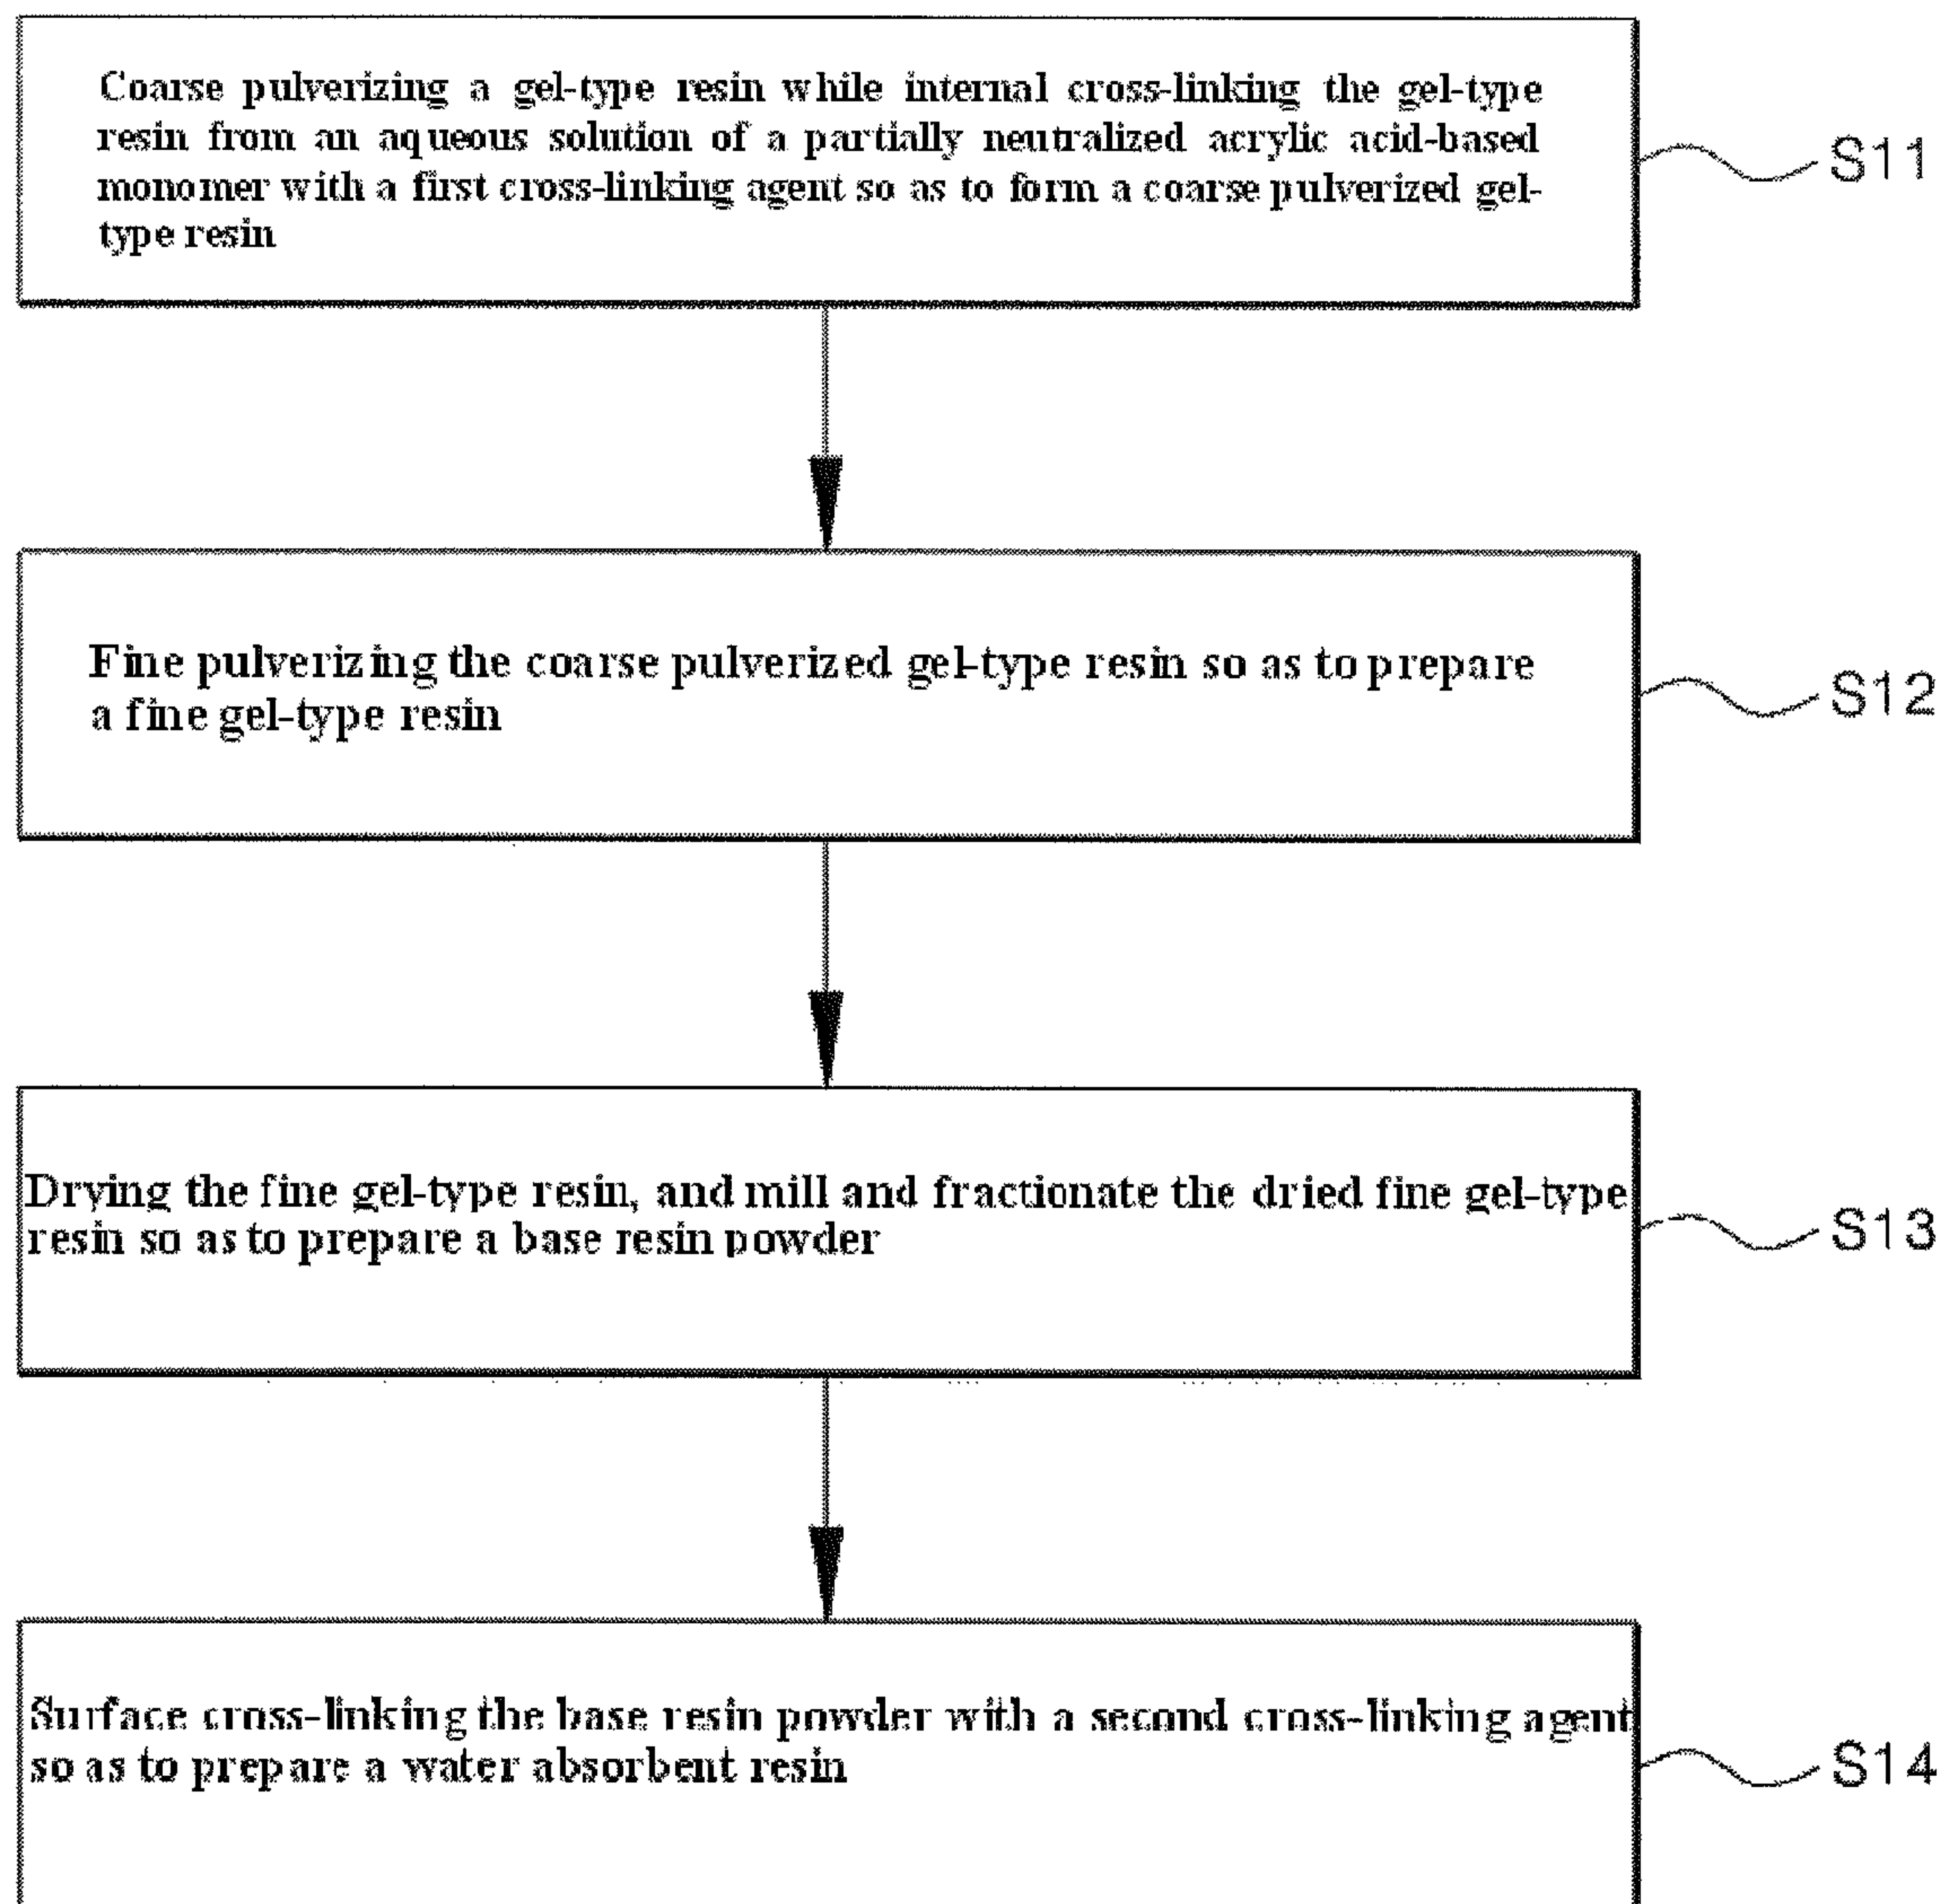 Coarse pulverizing a gel-type resin while internal cross-linking the gel-type
resin from an aqueous solution of a partially neutralized acrylic acid-based
monomer with a first cross-linking agent so as to form a coarse pulverized gel-
type resin
S11
Fine pulverizing the coarse pulverized gel-type resin so as to prepare
a fine gel-type resin
S12
Drying the fine gel-type resin, and mill and fractionate the dried fine gel-type
resin so as to prepare a base resin powder
S13
Surface cross-linking the base resin powder with a second cross-linking agent
so as to prepare a water absorbent resin
S14